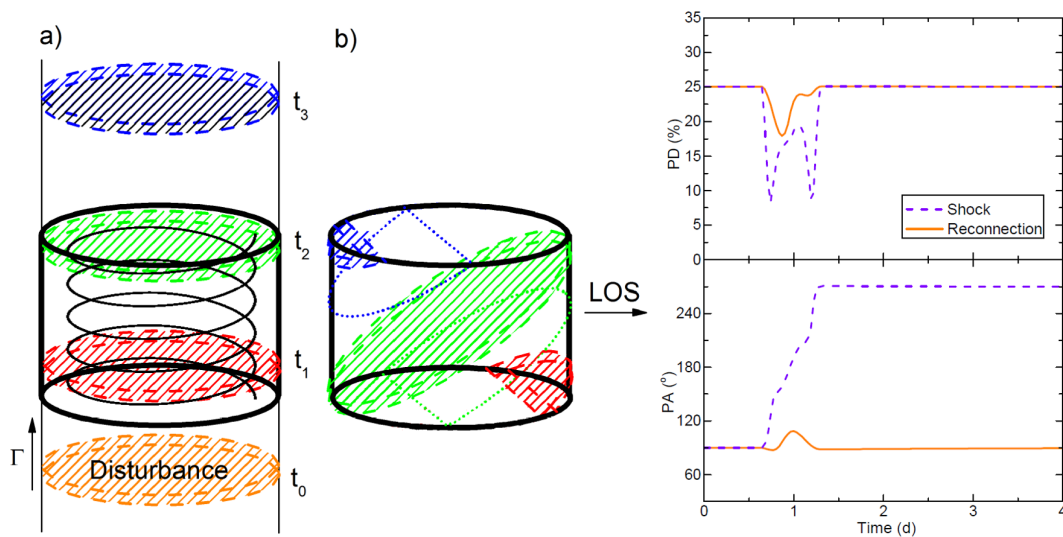 a)
b)
t3
t2
t1
t0
Γ
Disturbance
LOS
35
30
25
20
15
10
5
0
PD (%)
Shock
Reconnection
240
180
120
60
PA (°)
0
1
2
3
4
Time (d)